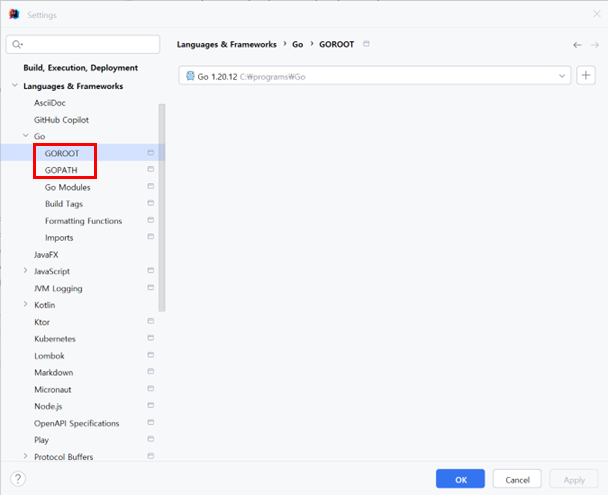 Settings
Build, Execution, Deployment
Languages & Frameworks
AsciiDoc
GitHub Copilot
Go
GOROOT
GOPATH
Go Modules
Build Tags
Formatting Functions
Imports
JavaFX
JavaScript
JVM Logging
Kotlin
Ktor
Kubernetes
Lombok
Markdown
Micronaut
Node.js
OpenAPI Specifications
Play
Protocol Buffers
Languages & Frameworks › Go › GOROOT
Go 1.20.12 C:₩programs₩Go
?
OK
Cancel
Apply